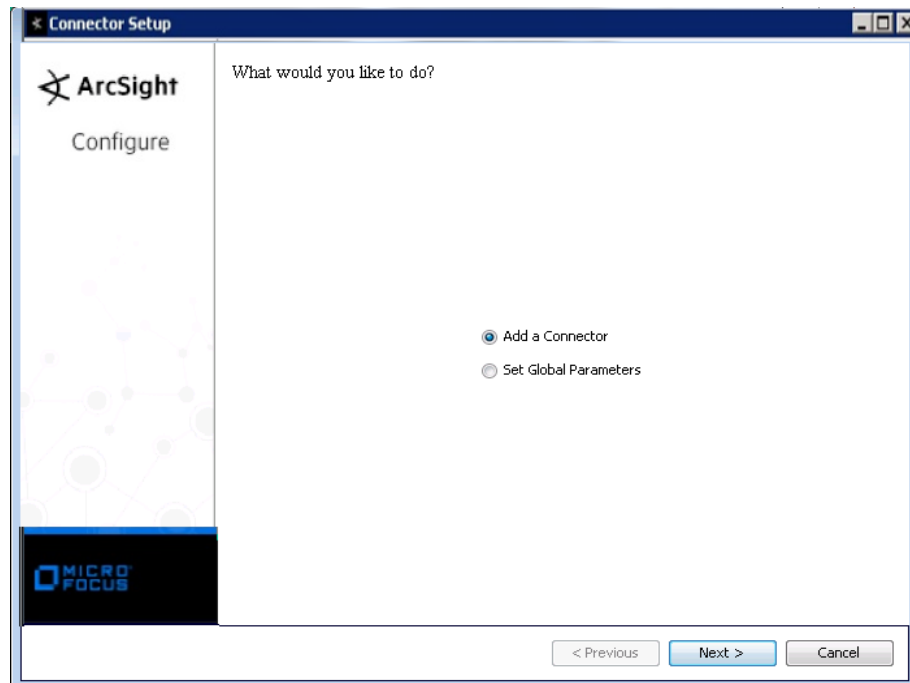 Connector Setup
ArcSight
Configure
What would you like to do?
Add a Connector
Set Global Parameters
MICRO
FOCUS
< Previous
Next >
Cancel